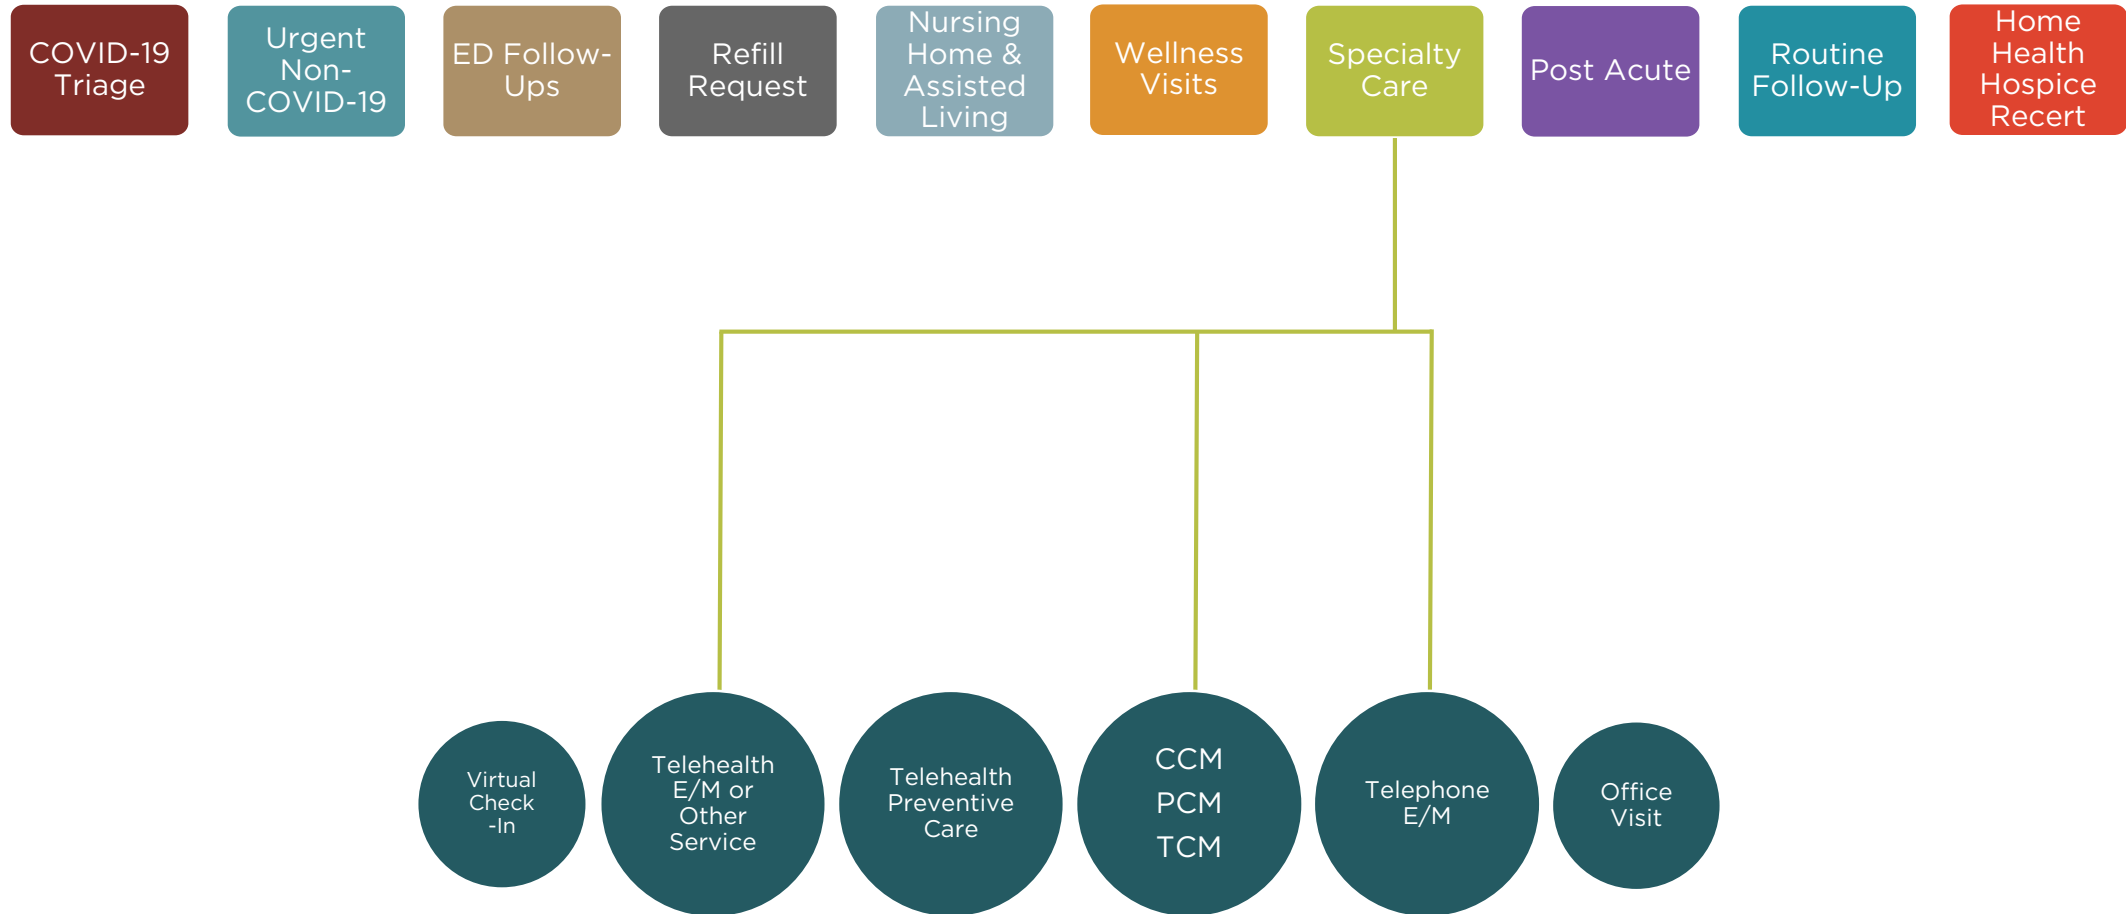 COVID-19
Triage
Urgent
Non-
COVID-19
ED Follow-
Ups
Refill
Request
Nursing
Home &
Assisted
Living
Wellness
Visits
Specialty
Care
Post Acute
Routine
Follow-Up
Home
Health
Hospice
Recert
Virtual
Check
-In
Telehealth
E/M or
Other
Service
Telehealth
Preventive
Care
CCM
PCM
TCM
Telephone
E/M
Office
Visit